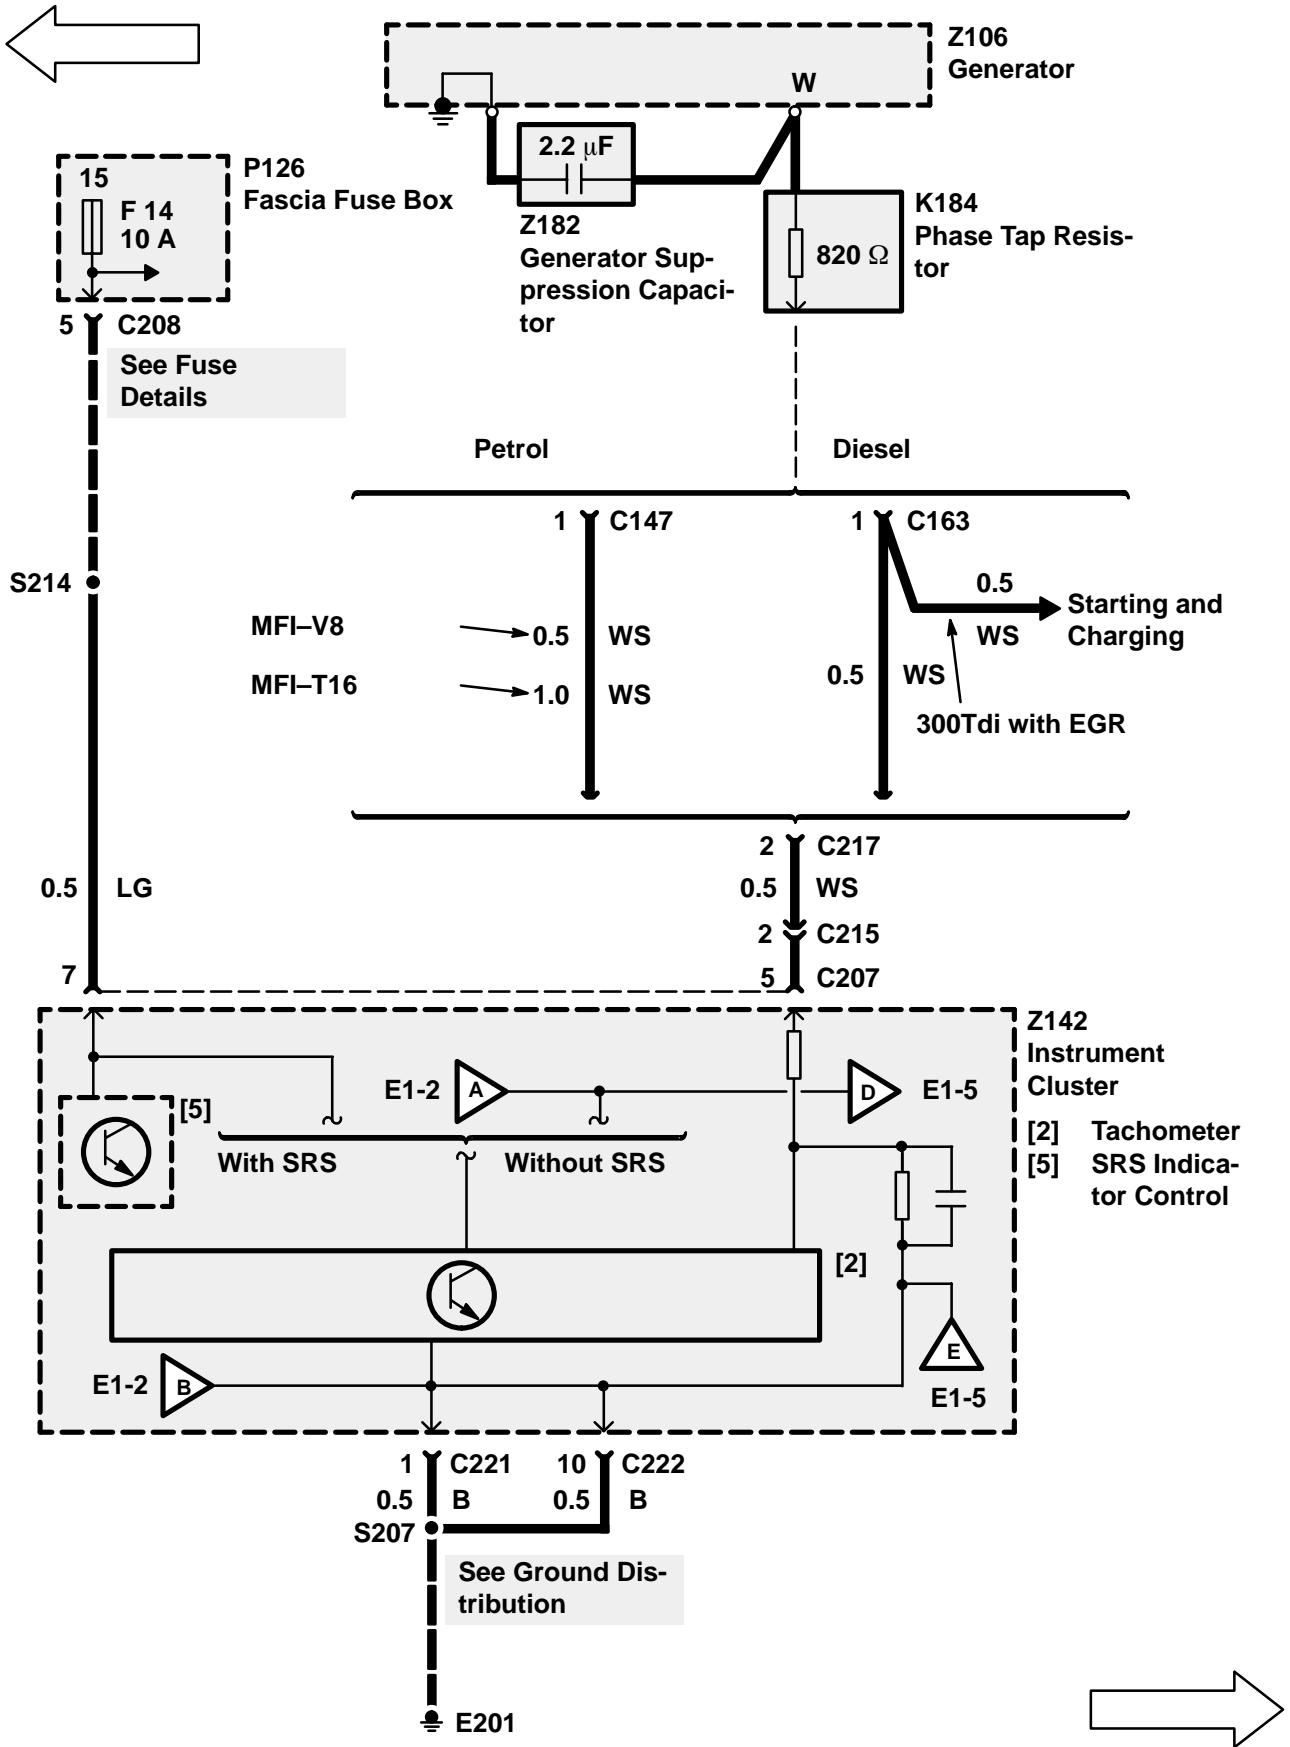 Z106
Generator
W
2.2 µF
P126
Fascia Fuse Box
15
F 14
10 A
Z182
Generator Sup-
pression Capaci-
tor
K184
Phase Tap Resis-
tor
820 Ω
5 C208
See Fuse
Details
Petrol
Diesel
1 C147
1 C163
S214
0.5
WS
Starting and
Charging
MFI–V8
0.5 WS
MFI–T16
1.0 WS
0.5 WS
300Tdi with EGR
2 C217
0.5 LG
0.5 WS
2 C215
7
5 C207
Z142
Instrument
Cluster
[2] Tachometer
[5] SRS Indica-
tor Control
E1-2 A
D E1-5
[5]
With SRS
Without SRS
[2]
E1-2 B
E
E1-5
1 C221
10 C222
0.5 B
0.5 B
S207
See Ground Dis-
tribution
E201